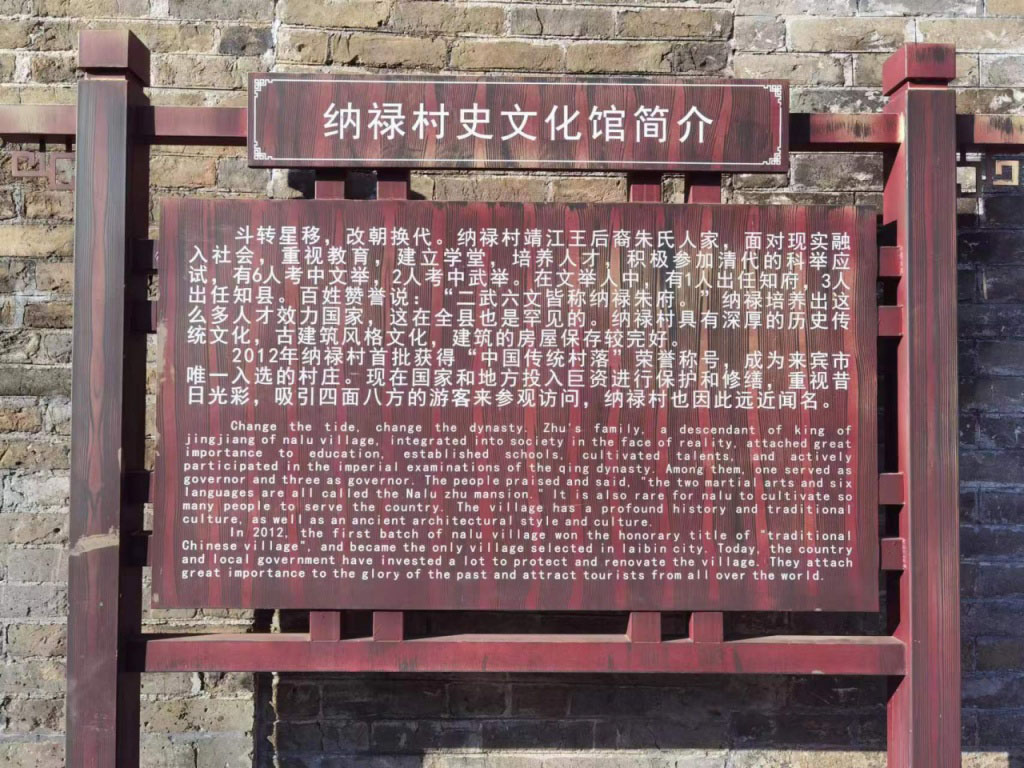 纳禄村史文化馆简介
斗转星移，改朝换代。纳禄村靖江王后裔朱氏人家，面对现实融
入社会，重视教育，建立学堂，培养人才，积极参加清代的科举应
试，有6人考中文举，2人考中武举。在文举人中，有1人出任知府，3人
出任知县。百姓赞誉说：“二武六文皆称纳禄朱府。”纳禄培养出这
么多人才效力国家，这在全县也是罕见的。纳禄村具有深厚的历史传
统文化，古建筑风格文化，建筑的房屋保存较完好。
2012年纳禄村首批获得“中国传统村落”荣誉称号，成为来宾市
唯一入选的村庄。现在国家和地方投入巨资进行保护和修缮，重视昔
日光彩，吸引四面八方的游客来参观访问，纳禄村也因此远近闻名。
Change the tide, change the dynasty. Zhu's family, a descendant of king of
jingjiang of nalu village, integrated into society in the face of reality, attached great
importance to education, established schools, cultivated talents, and actively
participated in the imperial examinations of the qing dynasty. Among them, one served as
governor and three as governor. The people praised and said, "the two martial arts and six
languages are all called the Nalu zhu mansion." It is also rare for nalu to cultivate so
many people to serve the country. The village has a profound history and traditional
culture, as well as an ancient architectural style and culture.
In 2012, the first batch of nalu village won the honorary title of "traditional
Chinese village", and became the only village selected in laibin city. Today, the country
and local government have invested a lot to protect and renovate the village. They attach
great importance to the glory of the past and attract tourists from all over the world.